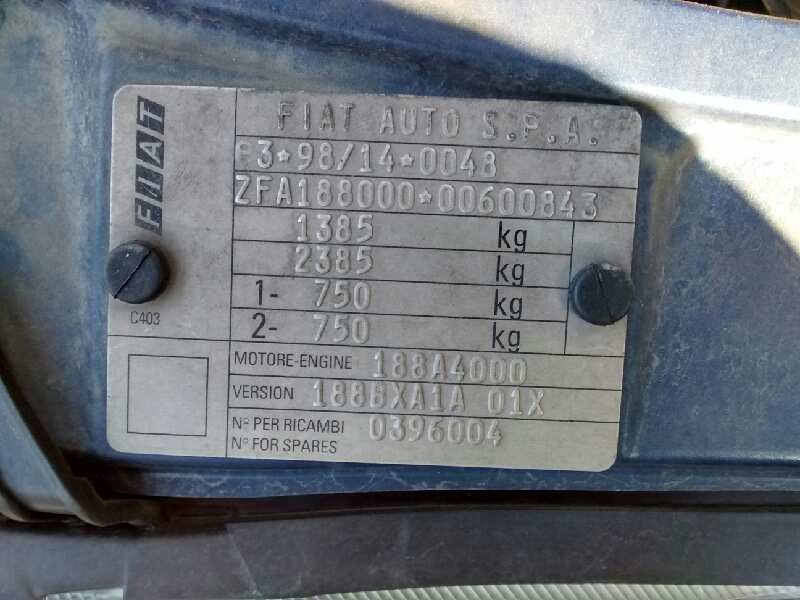 FIAT
FIAT AUTO S.P.A.
e3*98/14*0048
ZFA188000*00600843
1385 kg
2385 kg
1- 750 kg
2- 750 kg
C403
MOTORE-ENGINE 188A4000
VERSION 188BXA1A 01X
Nº PER RICAMBI 0396004
Nº FOR SPARES